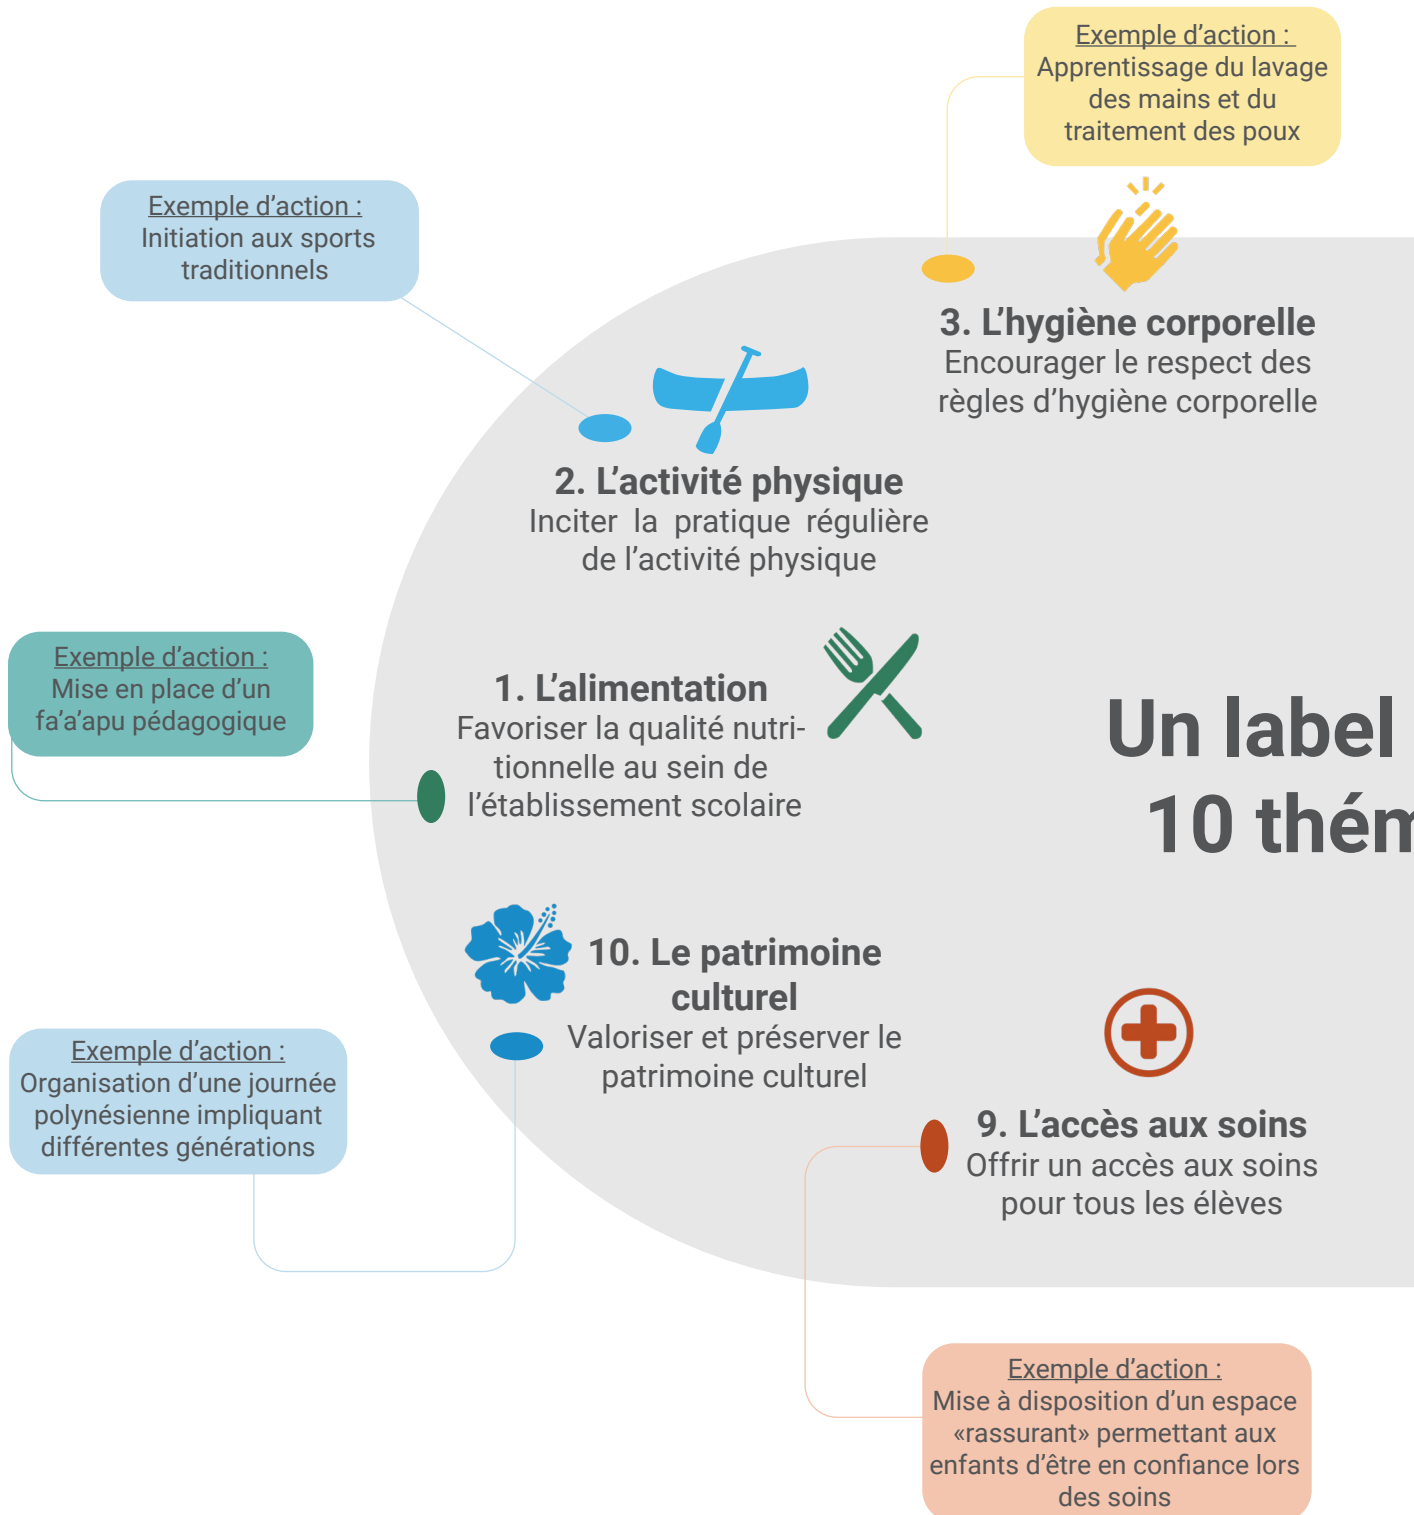 Exemple d’action :
Apprentissage du lavage
des mains et du
traitement des poux
Exemple d’action :
Initiation aux sports
traditionnels
3. L’hygiène corporelle
Encourager le respect des
règles d’hygiène corporelle
2. L’activité physique
Inciter la pratique régulière
de l’activité physique
Exemple d’action :
Mise en place d’un
fa’a’apu pédagogique
1. L’alimentation
Favoriser la qualité nutri-
tionnelle au sein de
l’établissement scolaire
Un label
10 thém
10. Le patrimoine
culturel
Valoriser et préserver le
patrimoine culturel
Exemple d’action :
Organisation d’une journée
polynésienne impliquant
différentes générations
9. L’accès aux soins
Offrir un accès aux soins
pour tous les élèves
Exemple d’action :
Mise à disposition d’un espace
«rassurant» permettant aux
enfants d’être en confiance lors
des soins